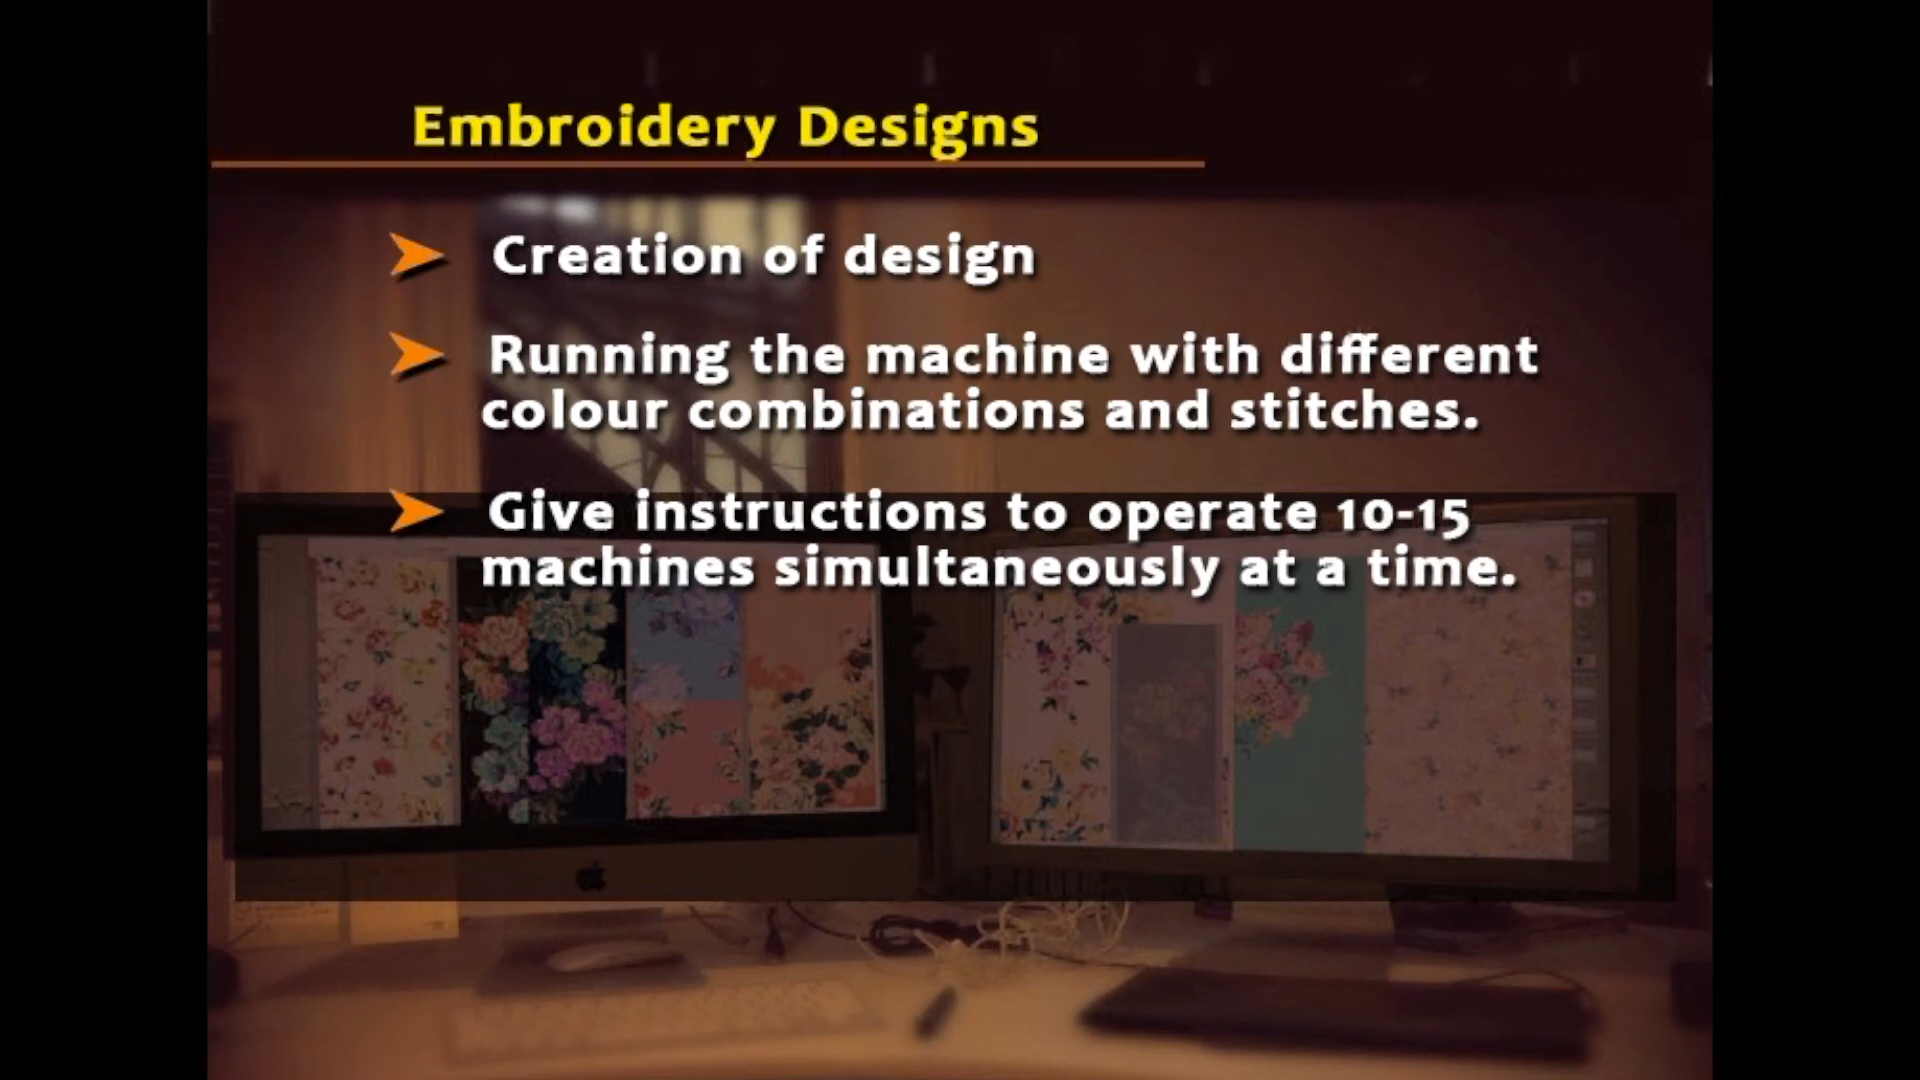 Embroidery Designs
Creation of design
Running the machine with different
colour combinations and stitches.
Give instructions to operate 10-15
machines simultaneously at a time.